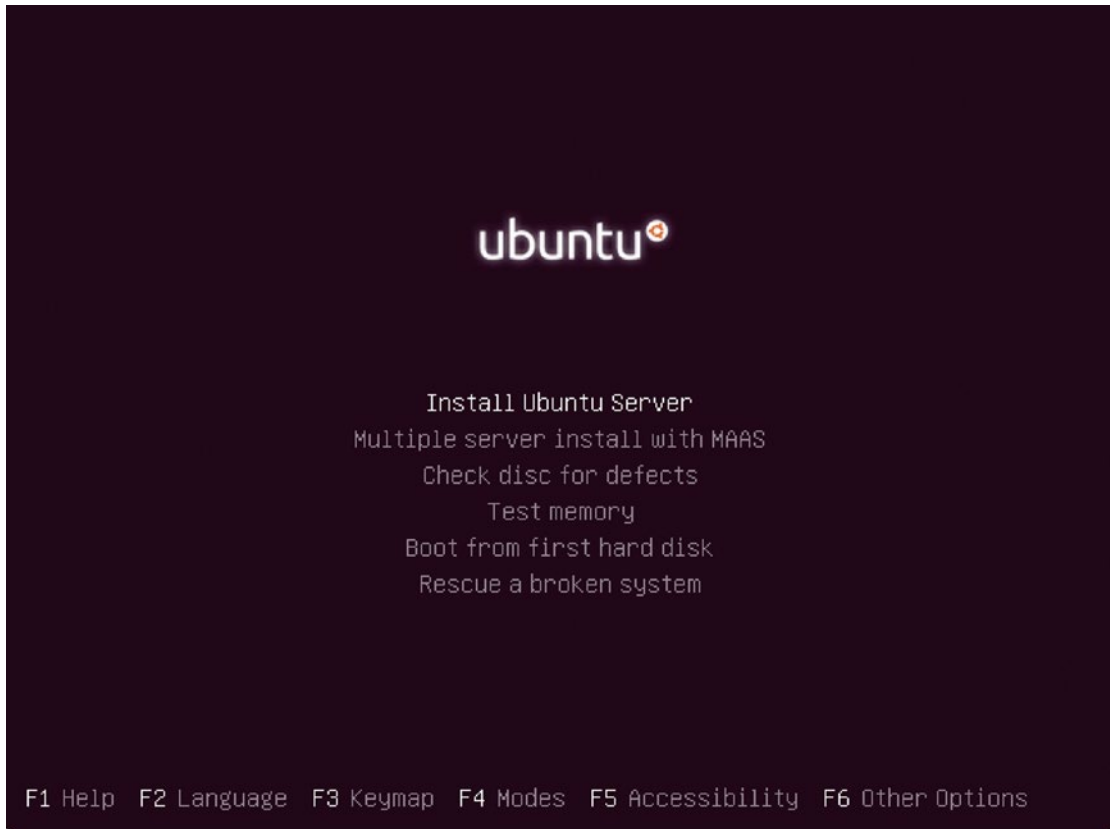 ubuntu
Install Ubuntu Server
Multiple server install with MAAS
Check disc for defects
Test memory
Boot from first hard disk
Rescue a broken system
F1 Help F2 Language F3 Keymap F4 Modes F5 Accessibility F6 Other Options